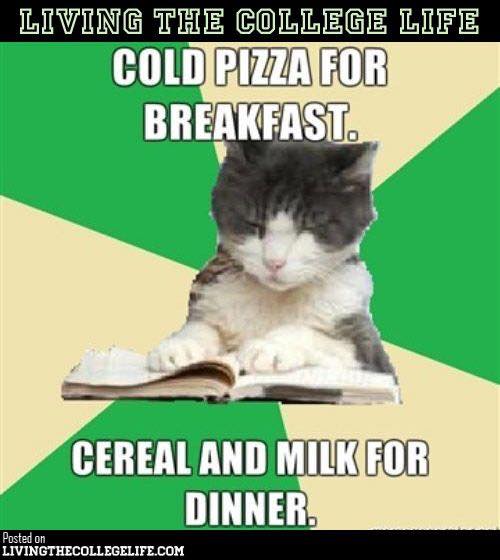 LIVING THE COLLEGE LIFE
COLD PIZZA FOR
BREAKFAST.
CEREAL AND MILK FOR
DINNER.
Posted on
LIVINGTHECOLLEGELIFE.COM